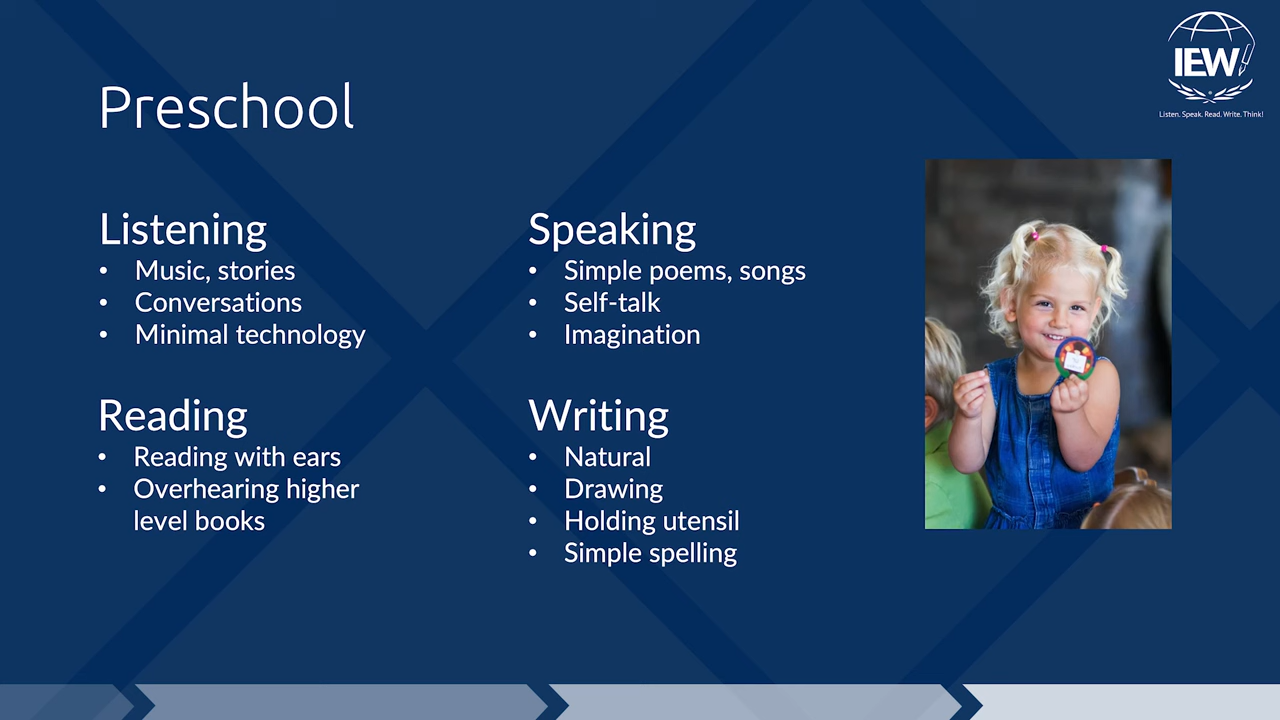 IEW
Listen. Speak. Read. Write. Think!
Preschool
Listening
• Music, stories
• Conversations
• Minimal technology
Speaking
• Simple poems, songs
• Self-talk
• Imagination
Reading
• Reading with ears
• Overhearing higher
level books
Writing
• Natural
• Drawing
• Holding utensil
• Simple spelling